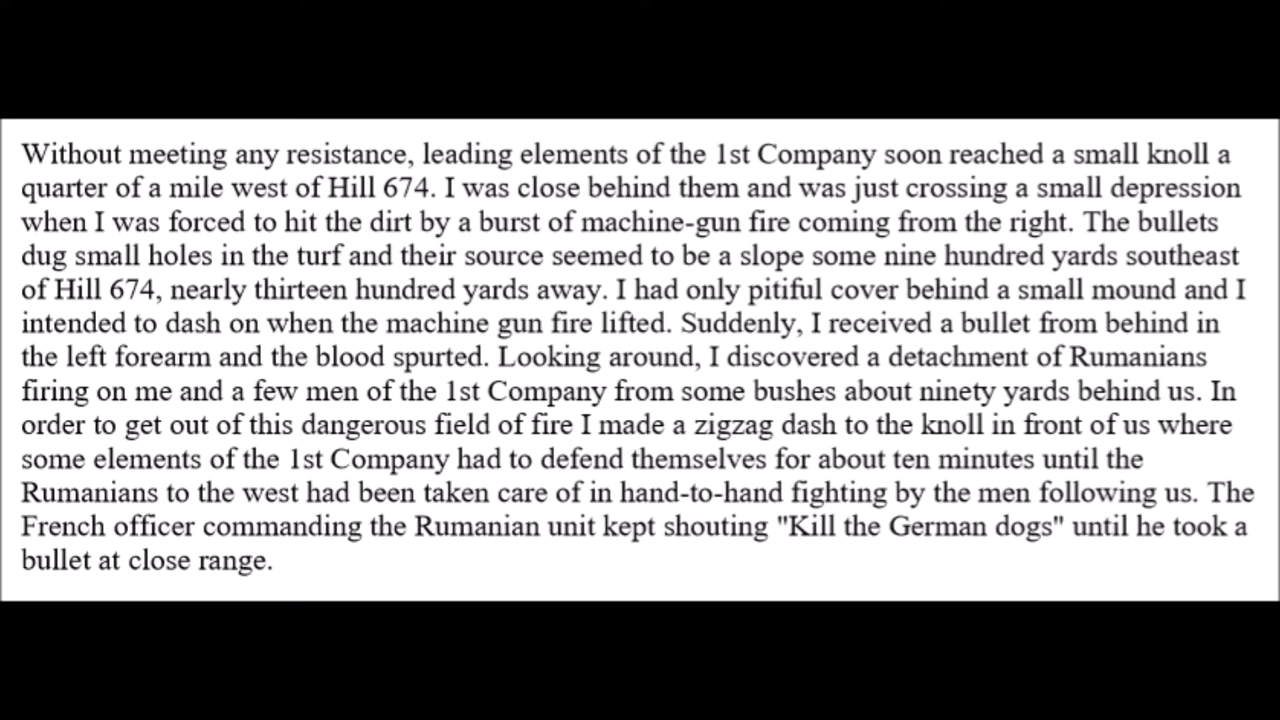 Without meeting any resistance, leading elements of the 1st Company soon reached a small knoll a
quarter of a mile west of Hill 674. I was close behind them and was just crossing a small depression
when I was forced to hit the dirt by a burst of machine-gun fire coming from the right. The bullets
dug small holes in the turf and their source seemed to be a slope some nine hundred yards southeast
of Hill 674, nearly thirteen hundred yards away. I had only pitiful cover behind a small mound and I
intended to dash on when the machine gun fire lifted. Suddenly, I received a bullet from behind in
the left forearm and the blood spurted. Looking around, I discovered a detachment of Rumanians
firing on me and a few men of the 1st Company from some bushes about ninety yards behind us. In
order to get out of this dangerous field of fire I made a zigzag dash to the knoll in front of us where
some elements of the 1st Company had to defend themselves for about ten minutes until the
Rumanians to the west had been taken care of in hand-to-hand fighting by the men following us. The
French officer commanding the Rumanian unit kept shouting "Kill the German dogs" until he took a
bullet at close range.